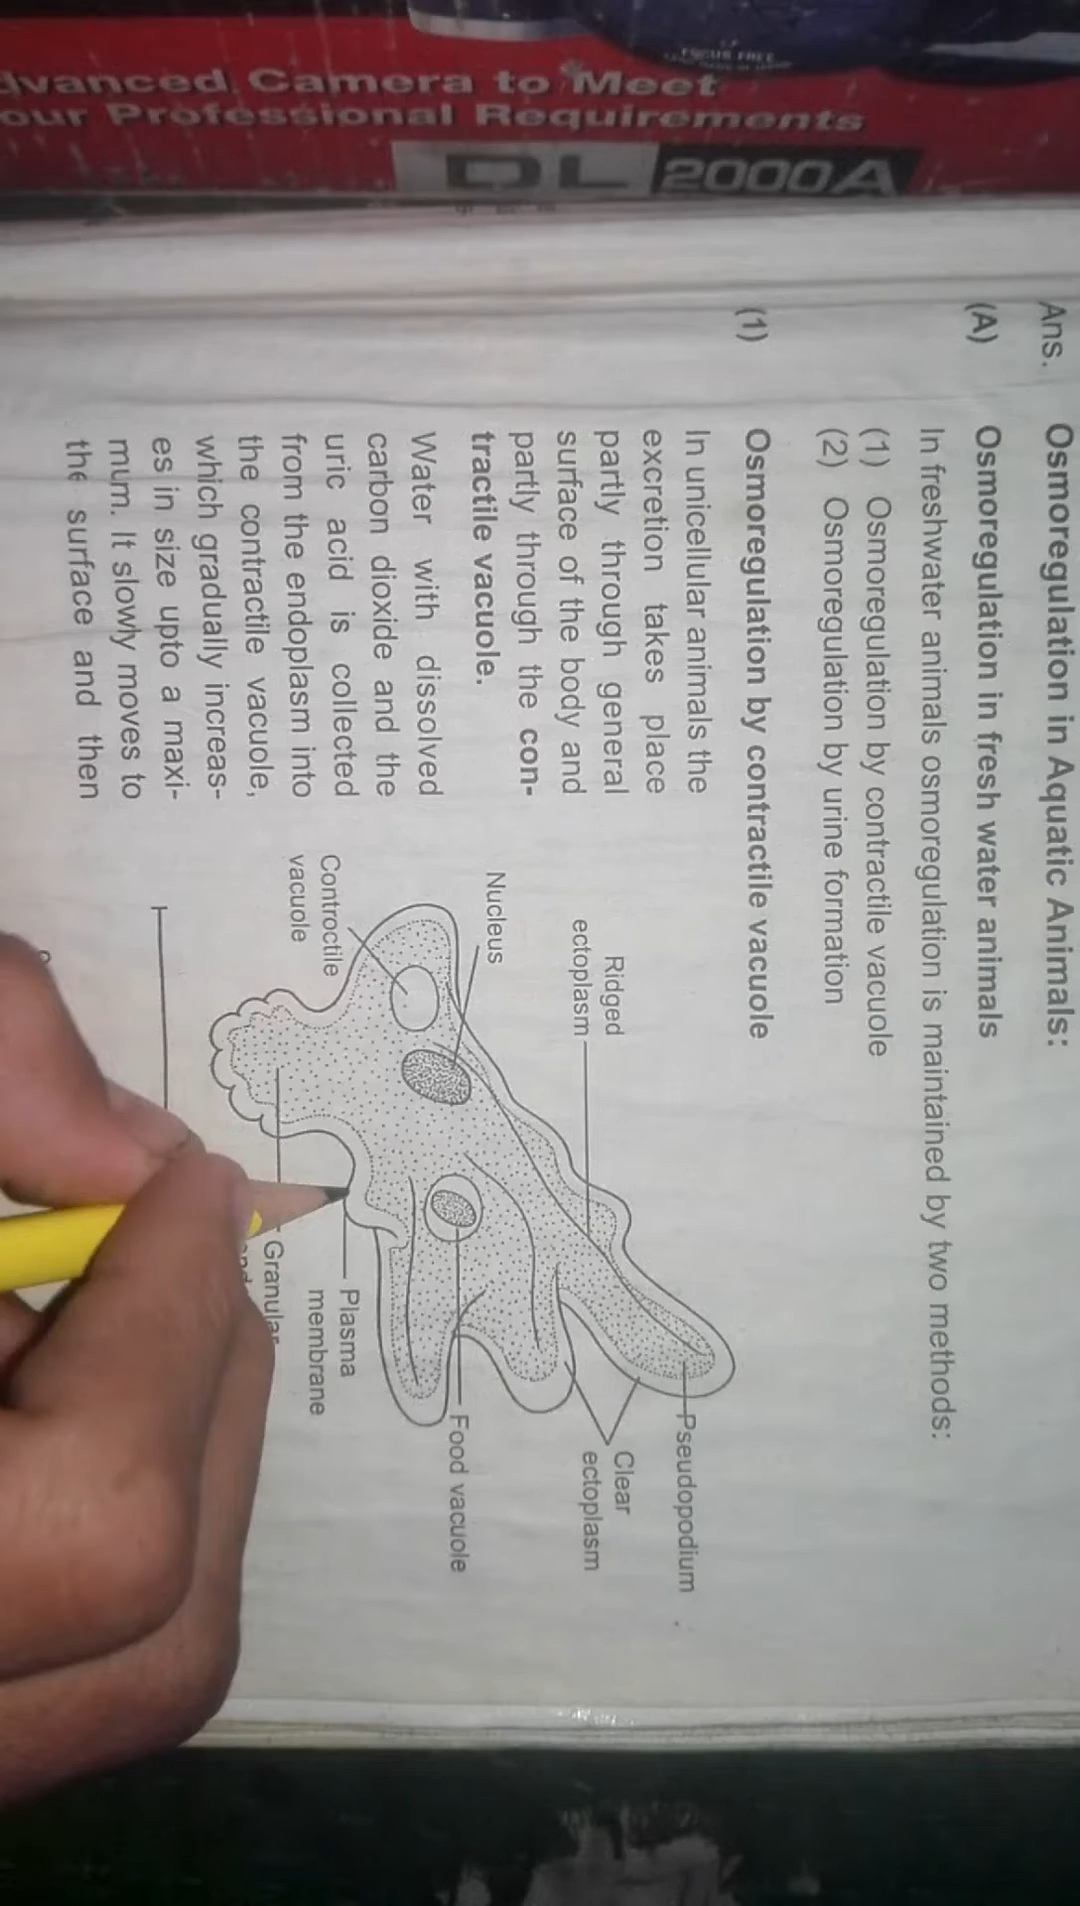 Advanced Camera to Meet
Your Professional Requirements
DL 2000A
Ans. Osmoregulation in Aquatic Animals:
(A) Osmoregulation in fresh water animals
In freshwater animals osmoregulation is maintained by two methods:
(1) Osmoregulation by contractile vacuole
(2) Osmoregulation by urine formation
(1) Osmoregulation by contractile vacuole
In unicellular animals the
excretion takes place
partly through general
surface of the body and
partly through the con-
tractile vacuole.
Water with dissolved
carbon dioxide and the
uric acid is collected
from the endoplasm into
the contractile vacuole,
which gradually increas-
es in size upto a maxi-
mum. It slowly moves to
the surface and then
Pseudopodium
Ridged
ectoplasm
Clear
ectoplasm
Nucleus
Food vacuole
Controctile
vacuole
Plasma
membrane
Granular